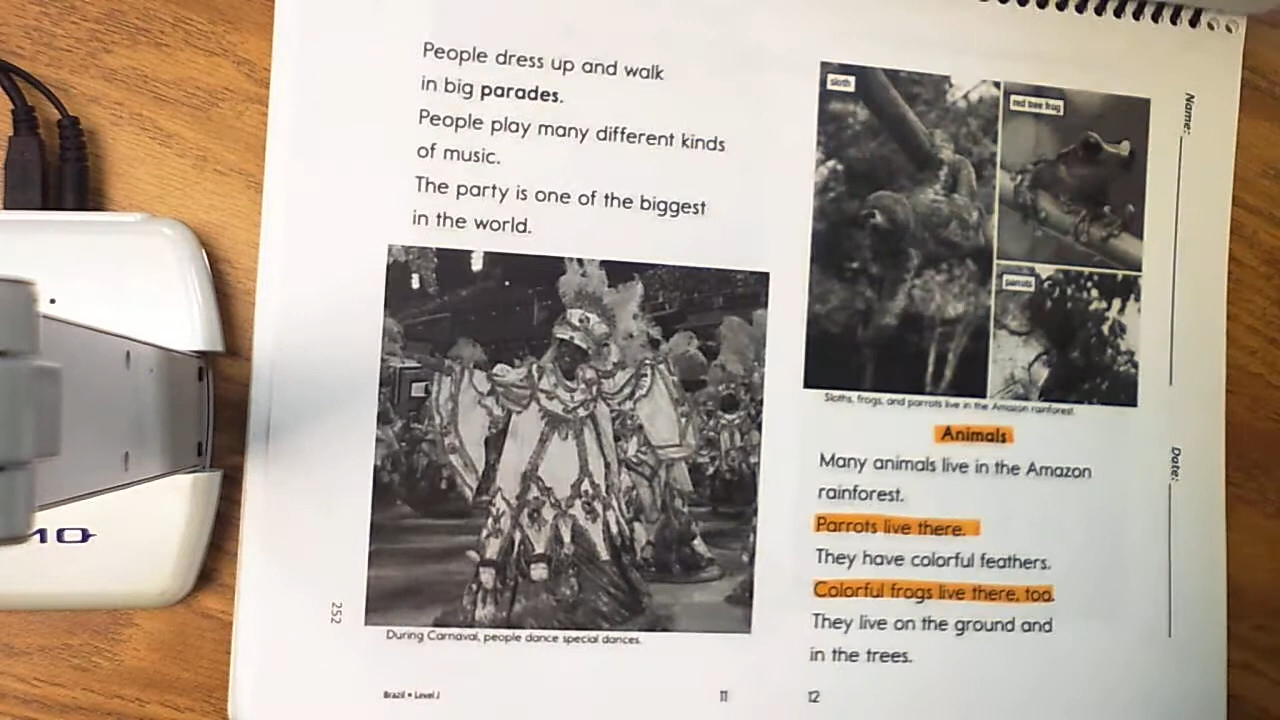 People dress up and walk
in big parades.
People play many different kinds
of music.
The party is one of the biggest
in the world.
During Carnaval, people dance special dances.
252
Brazil • Level J
11
sloth
red tree frog
parrots
Sloths, frogs, and parrots live in the Amazon rainforest.
Animals
Many animals live in the Amazon
rainforest.
Parrots live there.
They have colorful feathers.
Colorful frogs live there, too.
They live on the ground and
in the trees.
12
Name:
Date: